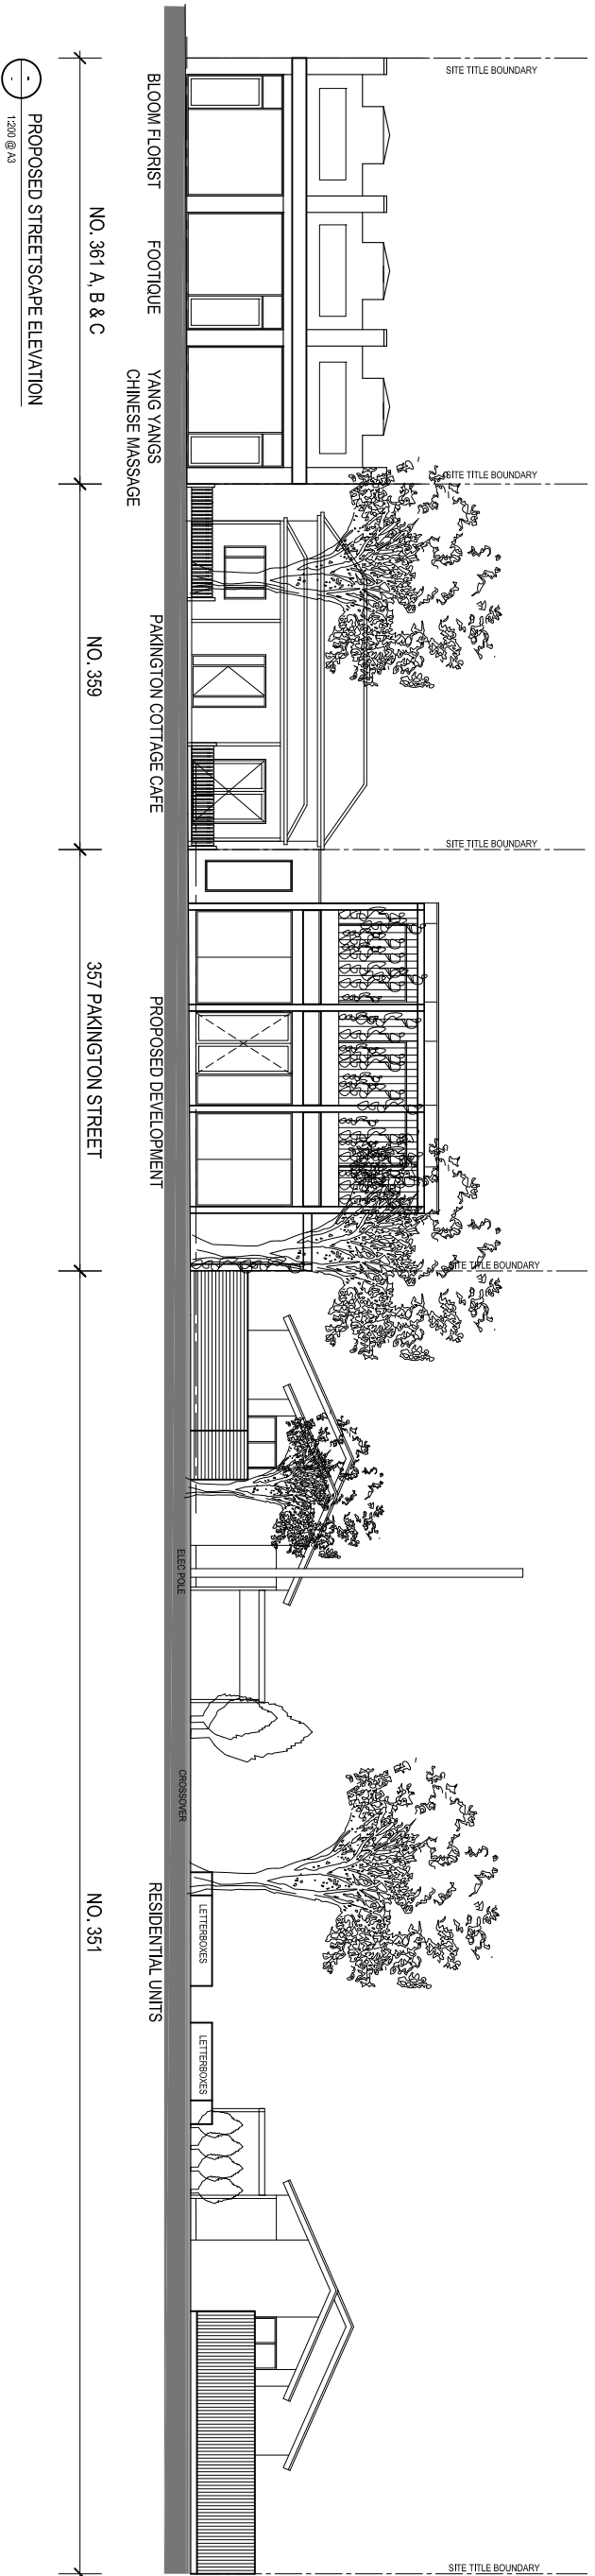 SITE TITLE BOUNDARY
SITE TITLE BOUNDARY
SITE TITLE BOUNDARY
SITE TITLE BOUNDARY
SITE TITLE BOUNDARY
ELEC POLE
CROSSOVER
LETTERBOXES
LETTERBOXES
BLOOM FLORIST
FOOTIQUE
YANG YANGS
CHINESE MASSAGE
PAKINGTON COTTAGE CAFE
PROPOSED DEVELOPMENT
RESIDENTIAL UNITS
NO. 361 A, B & C
NO. 359
357 PAKINGTON STREET
NO. 351
-
-
PROPOSED STREETSCAPE ELEVATION
1:200 @ A3